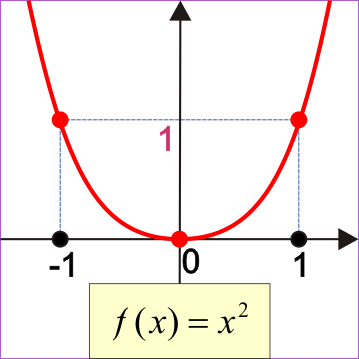 1
-1 0 1
f(x) = x²